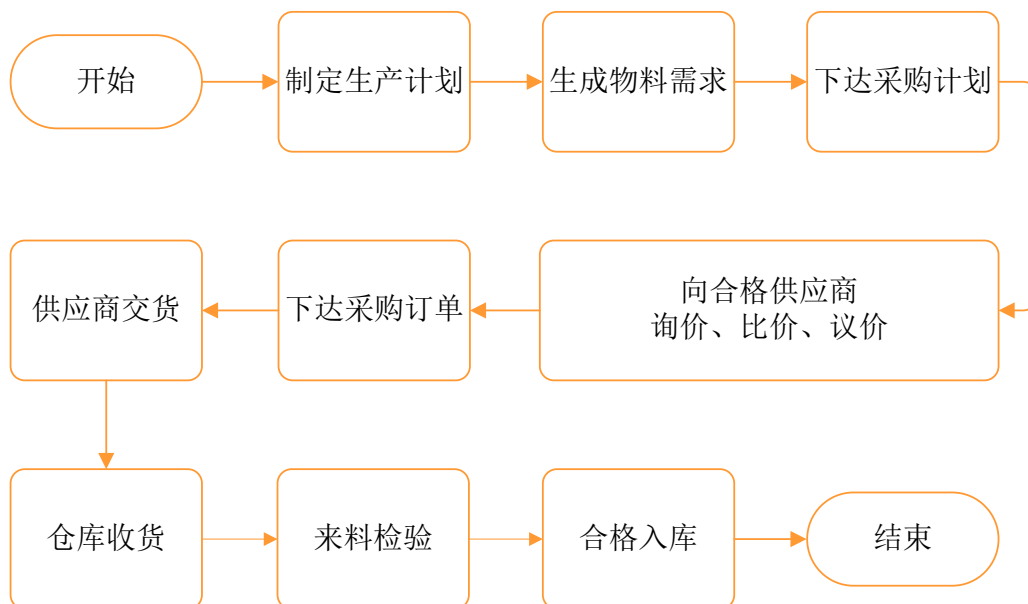 开始
制定生产计划
生成物料需求
下达采购计划
向合格供应商
询价、比价、议价
下达采购订单
供应商交货
仓库收货
来料检验
合格入库
结束